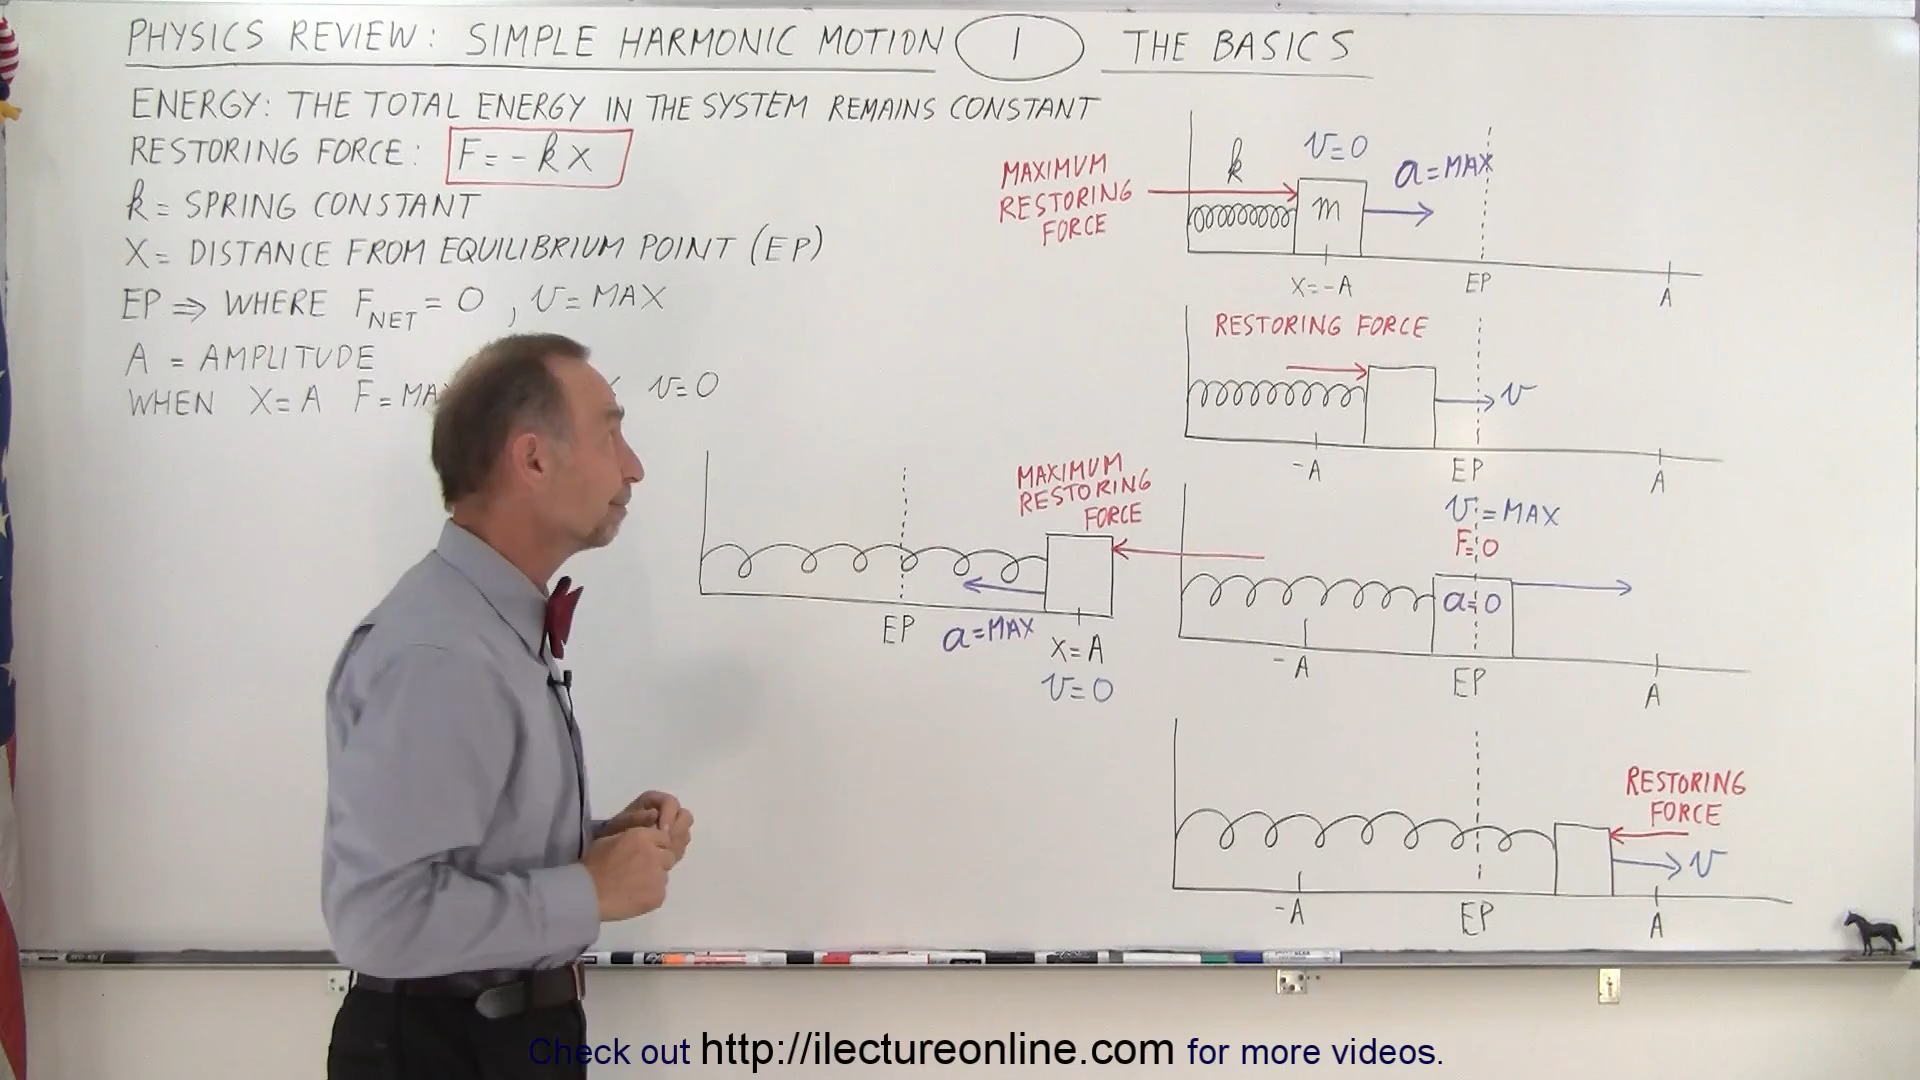 PHYSICS REVIEW: SIMPLE HARMONIC MOTION 1 THE BASICS
ENERGY: THE TOTAL ENERGY IN THE SYSTEM REMAINS CONSTANT
RESTORING FORCE: F = -kx
k = SPRING CONSTANT
X = DISTANCE FROM EQUILIBRIUM POINT (EP)
EP ⇒ WHERE F_NET = 0, v = MAX
A = AMPLITUDE
WHEN X = A F = MA v = 0
MAXIMUM
RESTORING
FORCE
k
v = 0
a = MAX
m
X = -A
EP
A
RESTORING FORCE
v
-A
EP
A
MAXIMUM
RESTORING
FORCE
EP
a = MAX
X = A
v = 0
v = MAX
F = 0
a = 0
-A
EP
A
RESTORING
FORCE
v
-A
EP
A
Check out http://ilectureonline.com for more videos.